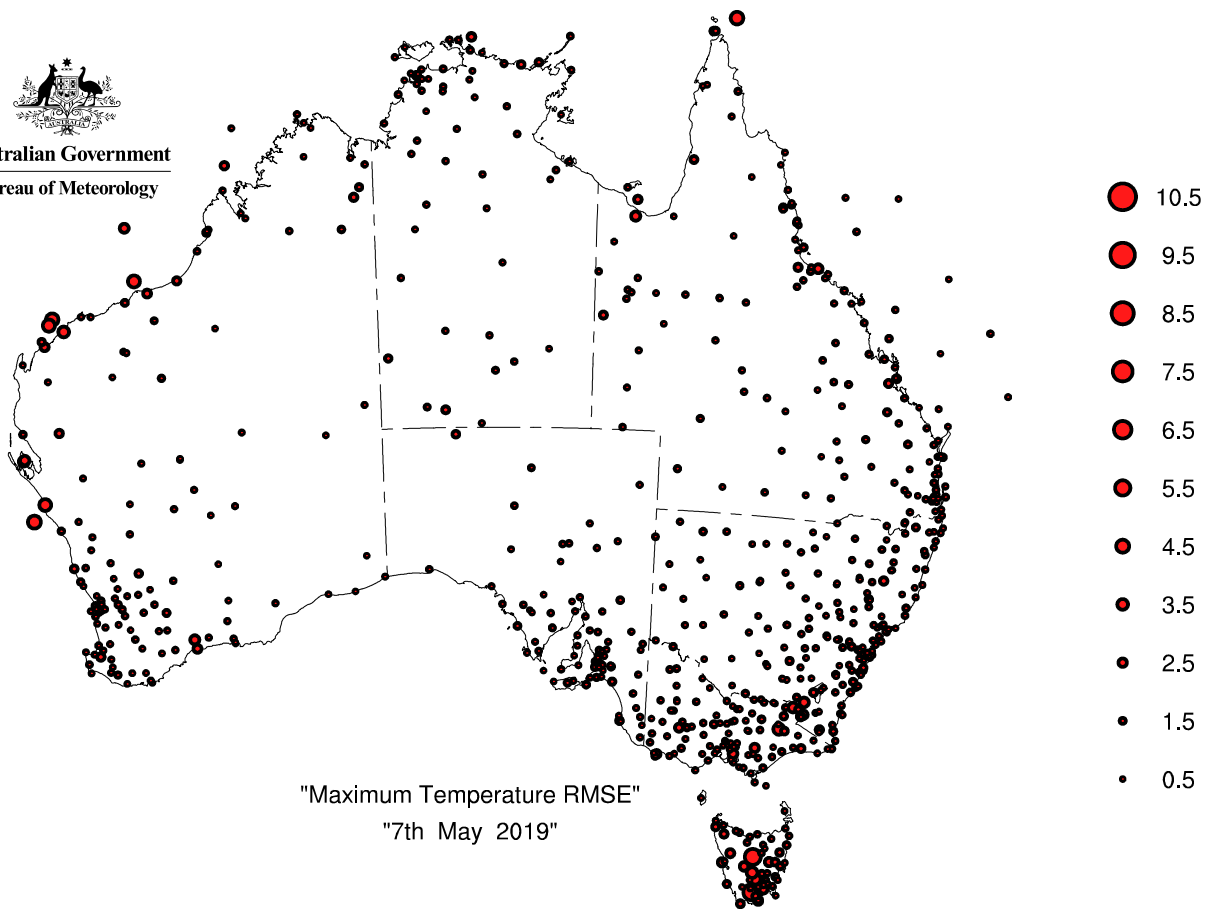 AUSTRALIA
tralian Government
reau of Meteorology
10.5
9.5
8.5
7.5
6.5
5.5
4.5
3.5
2.5
1.5
0.5
"Maximum Temperature RMSE"
"7th May 2019"